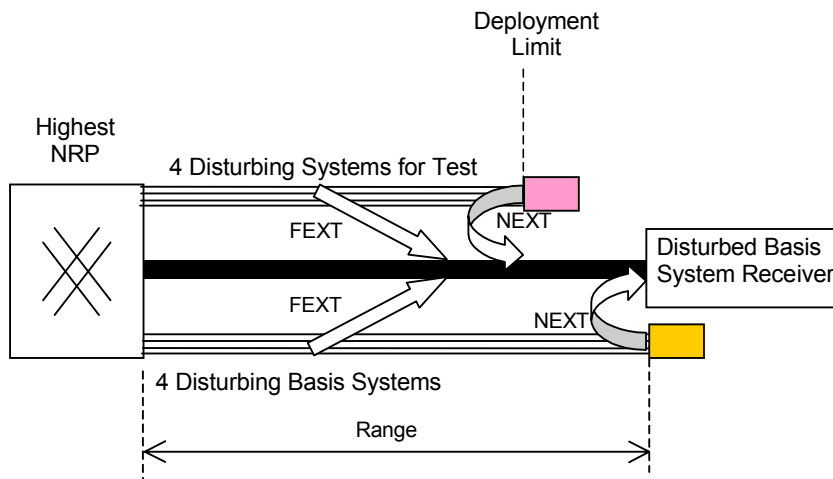 Deployment
Limit
Highest
NRP
4 Disturbing Systems for Test
FEXT
NEXT
Disturbed Basis
System Receiver
FEXT
NEXT
4 Disturbing Basis Systems
Range